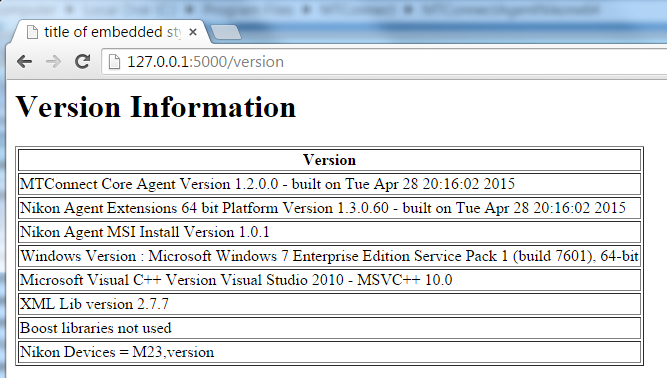 title of embedded sty
127.0.0.1:5000/version
Version Information
Version
MTConnect Core Agent Version 1.2.0.0 - built on Tue Apr 28 20:16:02 2015
Nikon Agent Extensions 64 bit Platform Version 1.3.0.60 - built on Tue Apr 28 20:16:02 2015
Nikon Agent MSI Install Version 1.0.1
Windows Version : Microsoft Windows 7 Enterprise Edition Service Pack 1 (build 7601), 64-bit
Microsoft Visual C++ Version Visual Studio 2010 - MSVC++ 10.0
XML Lib version 2.7.7
Boost libraries not used
Nikon Devices = M23,version